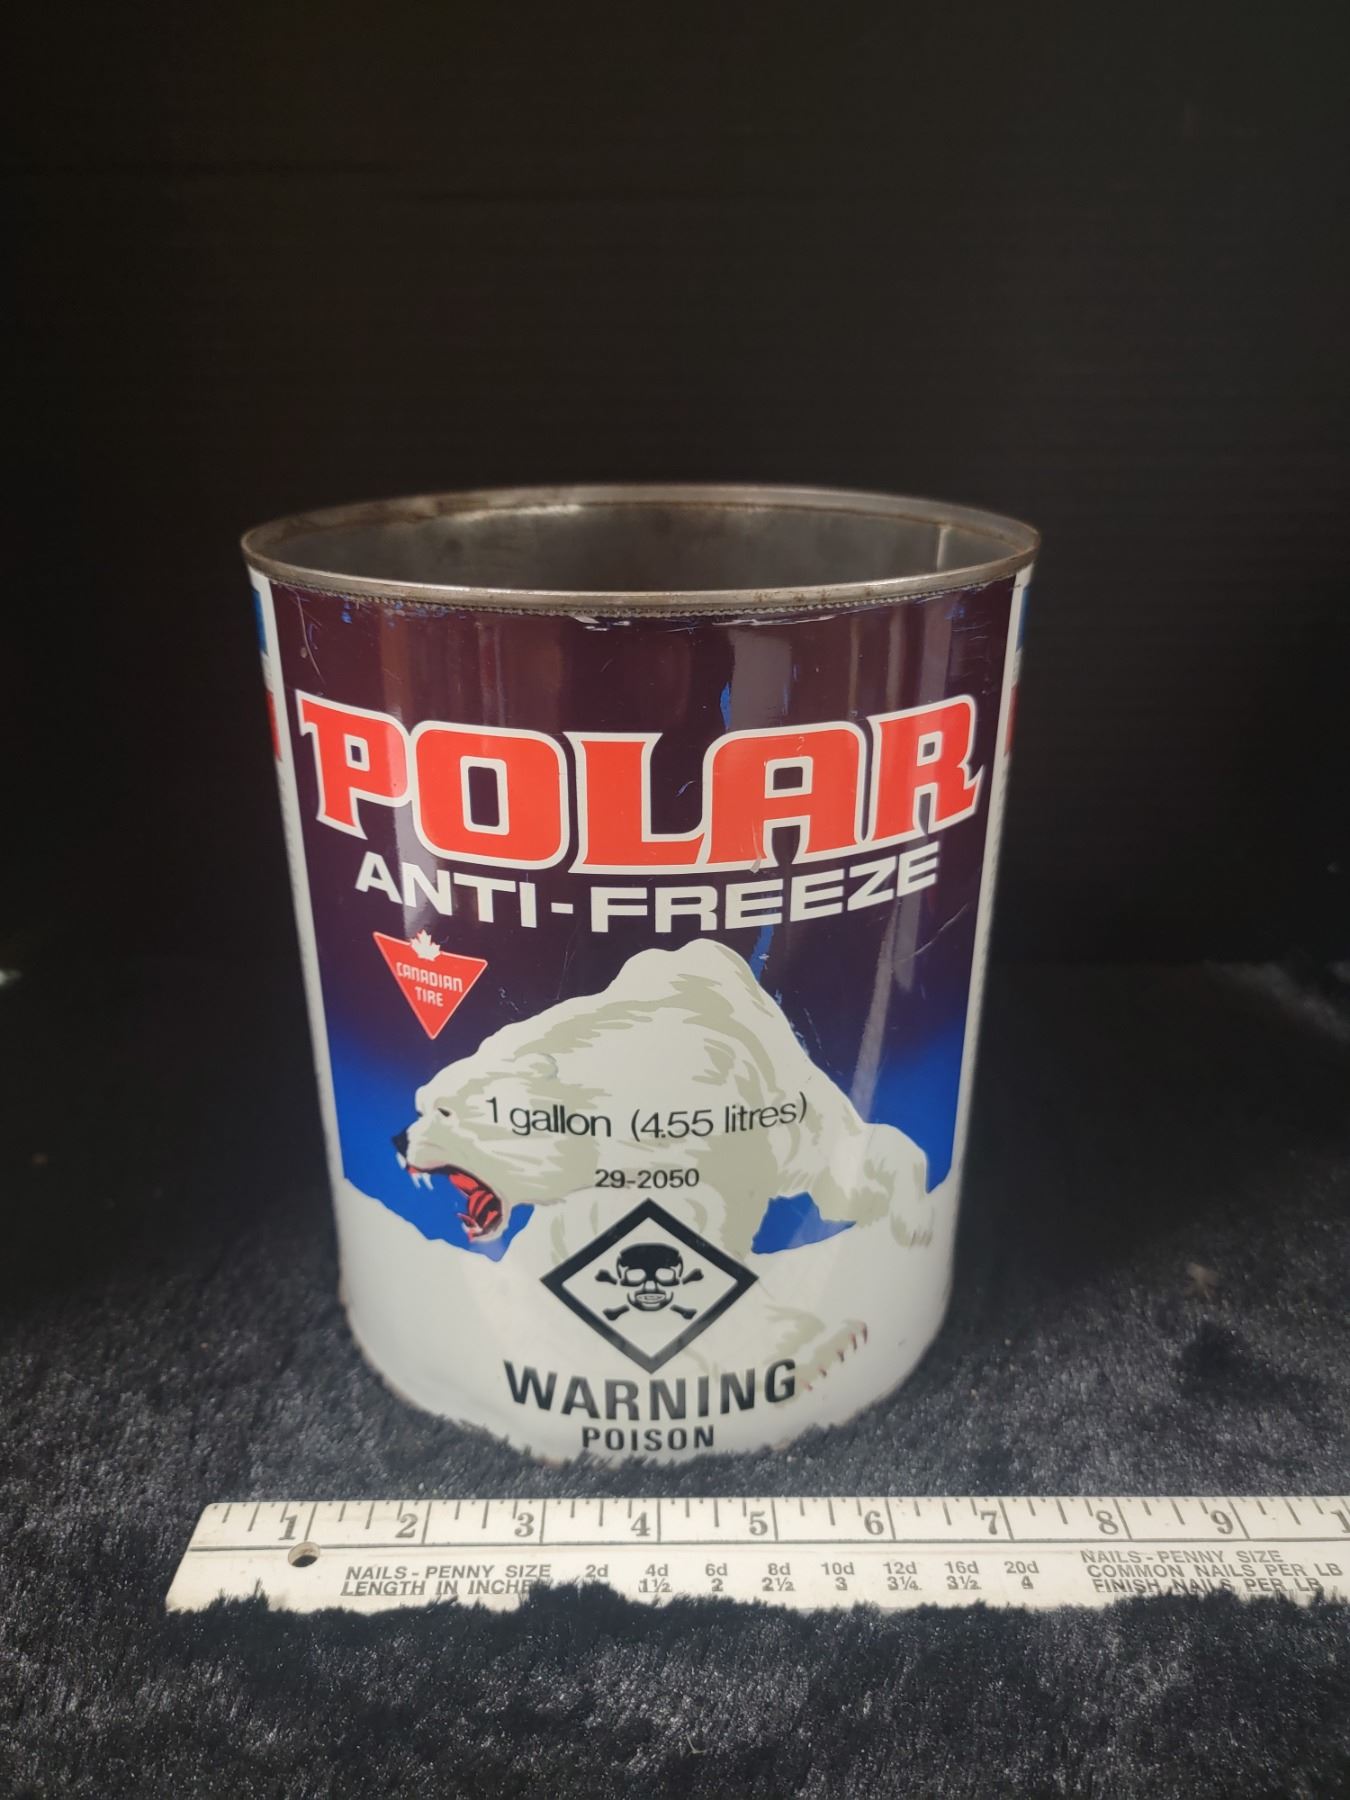 POLAR
ANTI-FREEZE
CANADIAN
TIRE
1 gallon (4.55 litres)
29-2050
WARNING
POISON
1 2 3 4 5 6 7 8 9 1
NAILS - PENNY SIZE 2d 4d 6d 8d 10d 12d 16d 20d
LENGTH IN INCHE 1½ 2 2½ 3 3¼ 3½ 4
NAILS - PENNY SIZE
COMMON NAILS PER LB
FINISH NAILS PER LB